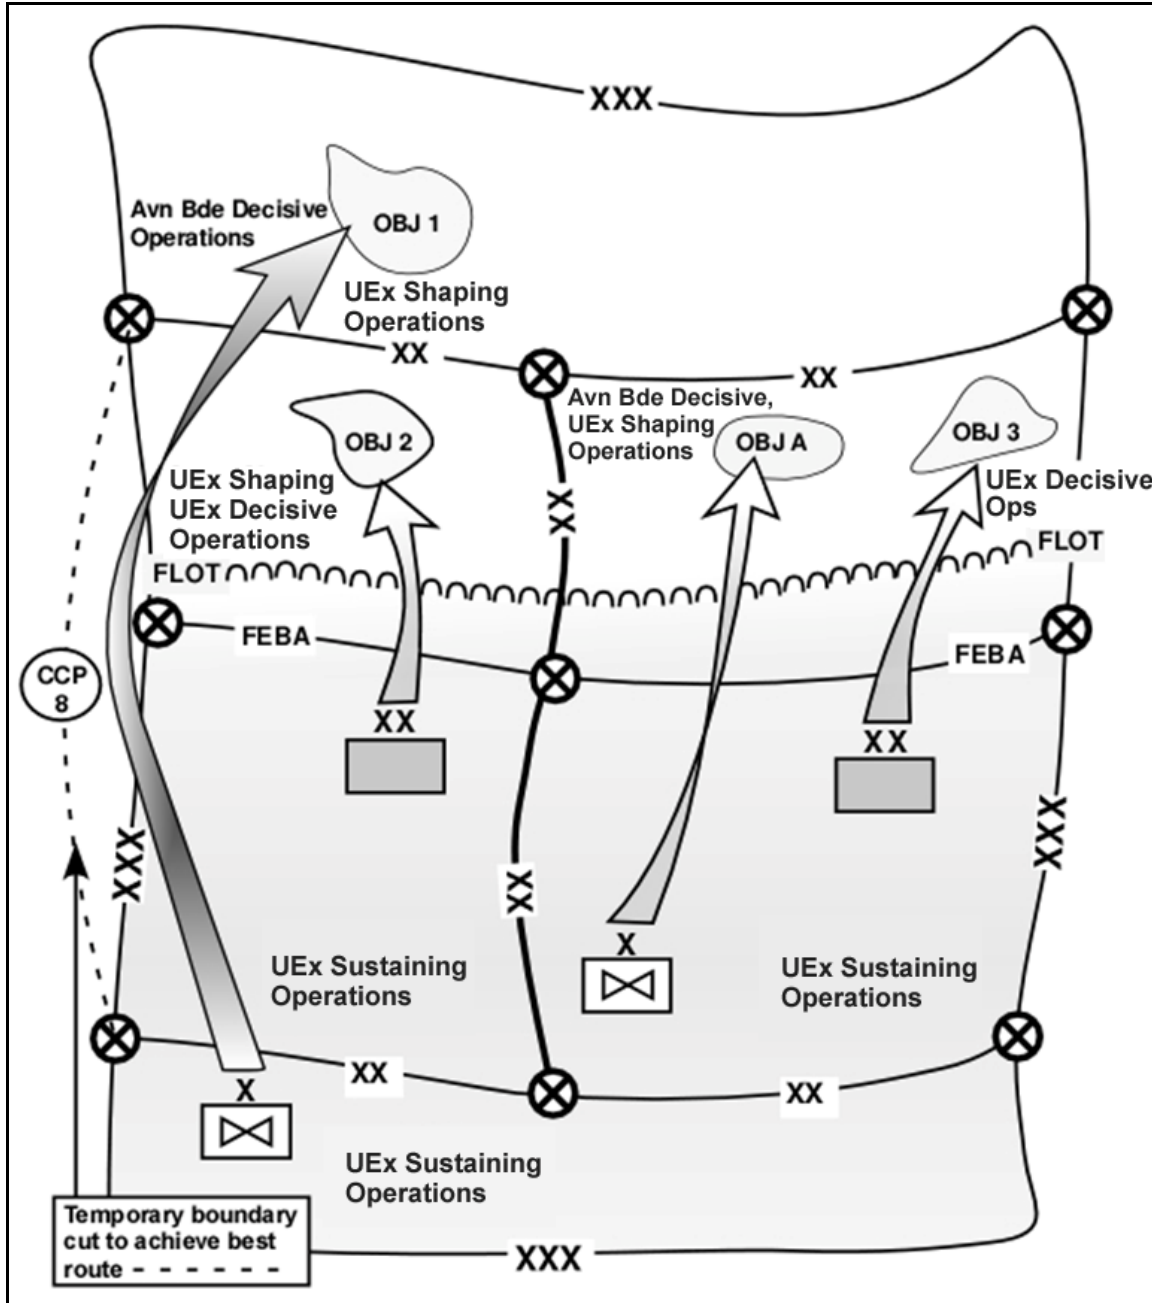 XXX
Avn Bde Decisive
Operations
OBJ 1
UEx Shaping
Operations
XX
XX
Avn Bde Decisive,
UEx Shaping
Operations
OBJ 2
OBJ A
OBJ 3
UEx Shaping
UEx Decisive
Operations
XX
UEx Decisive
Ops
FLOT
FLOT
FEBA
FEBA
CCP
8
XX
XX
XXX
XXX
XX
X
UEx Sustaining
Operations
UEx Sustaining
Operations
XX
XX
X
UEx Sustaining
Operations
Temporary boundary
cut to achieve best
route - - - - - -
XXX